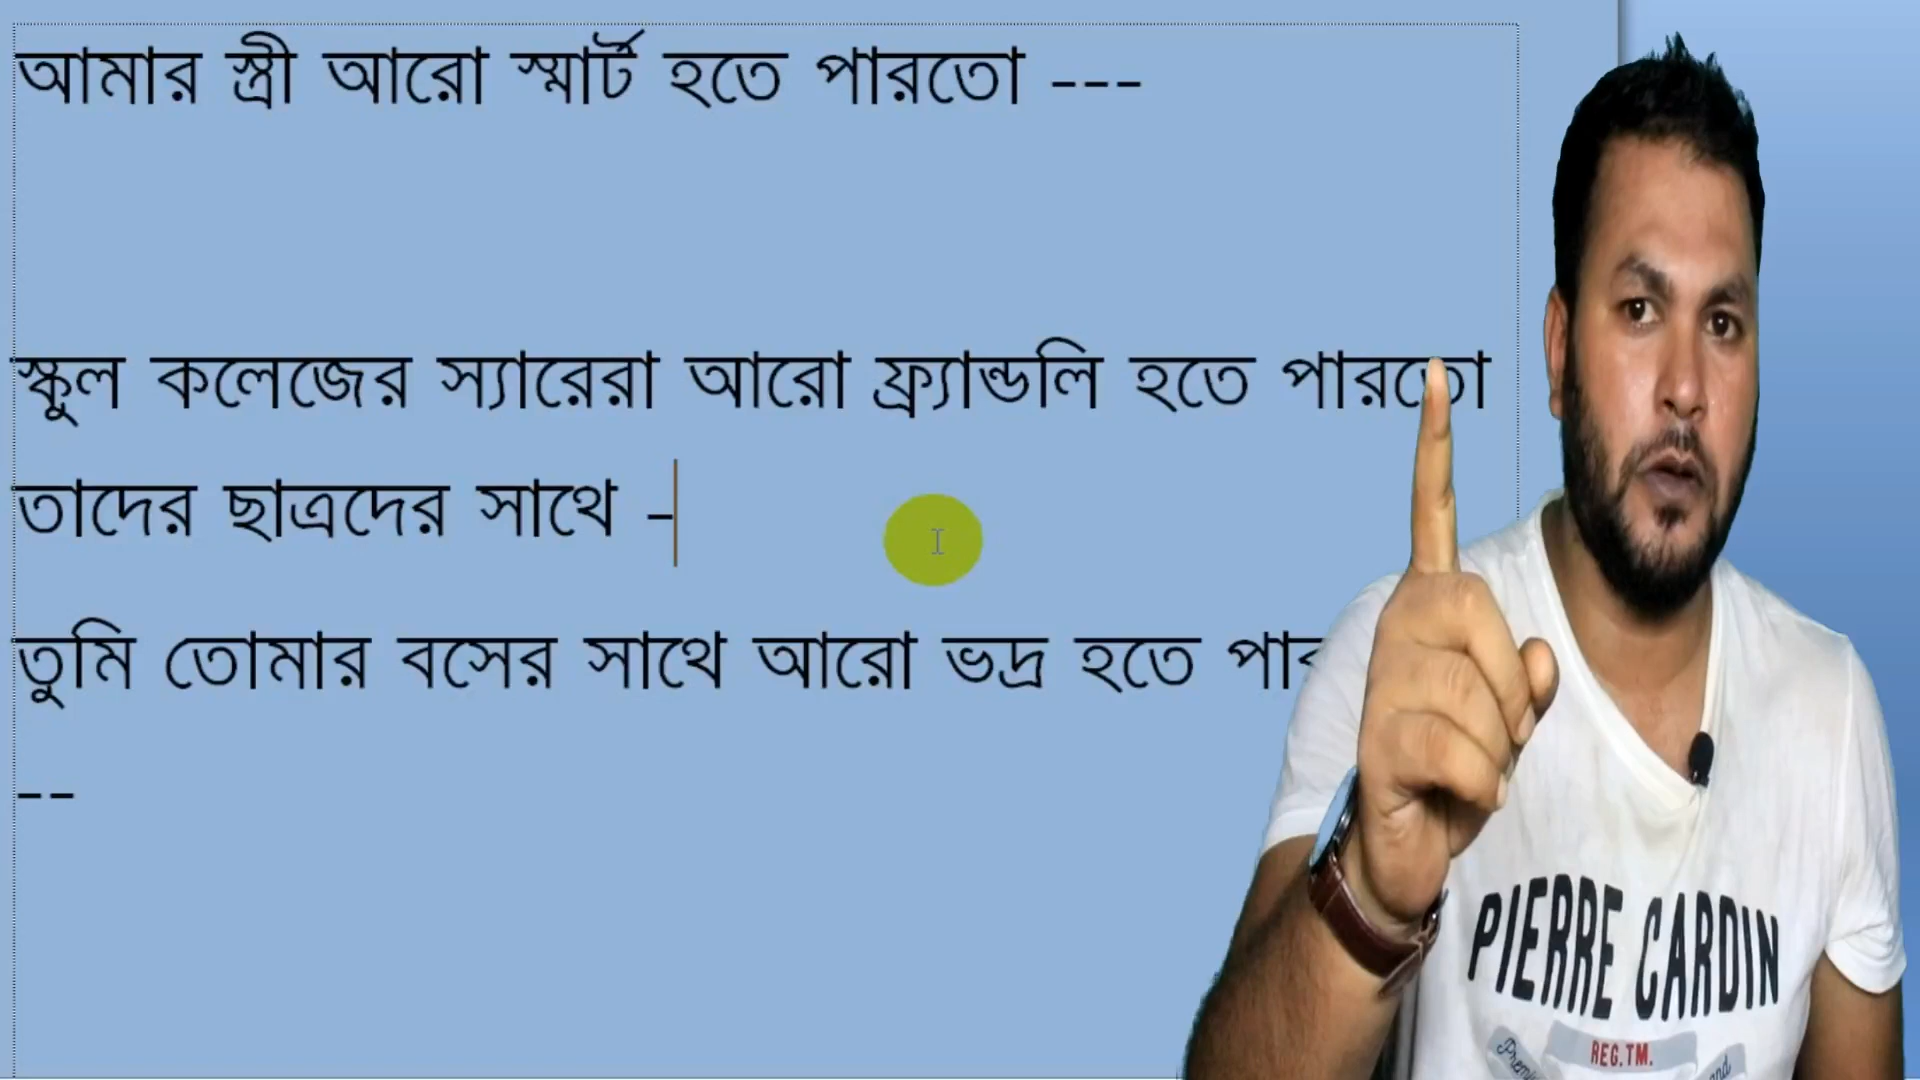 আমার স্ত্রী আরো স্মার্ট হতে পারতো ---
স্কুল কলেজের স্যারেরা আরো ফ্র্যান্ডলি হতে পারতো
তাদের ছাত্রদের সাথে -
তুমি তোমার বসের সাথে আরো ভদ্র হতে
--
PIERRE CARDIN
REG.TM.